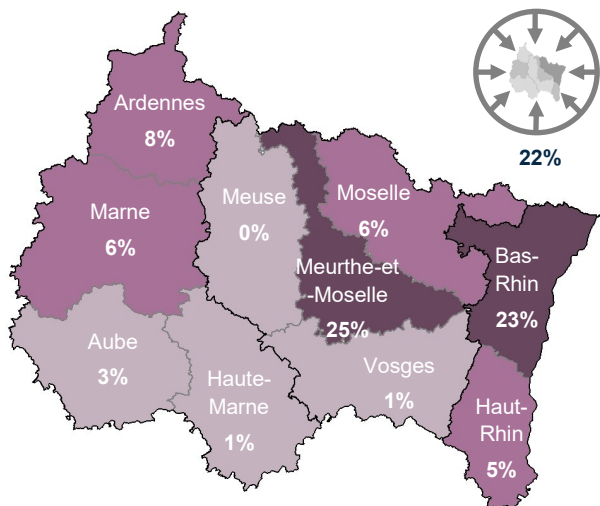 Ardennes
8%
22%
Meuse
0%
Moselle
6%
Marne
6%
Meurthe-et
-Moselle
25%
Bas-
Rhin
23%
Aube
3%
Haute-
Marne
1%
Vosges
1%
Haut-
Rhin
5%